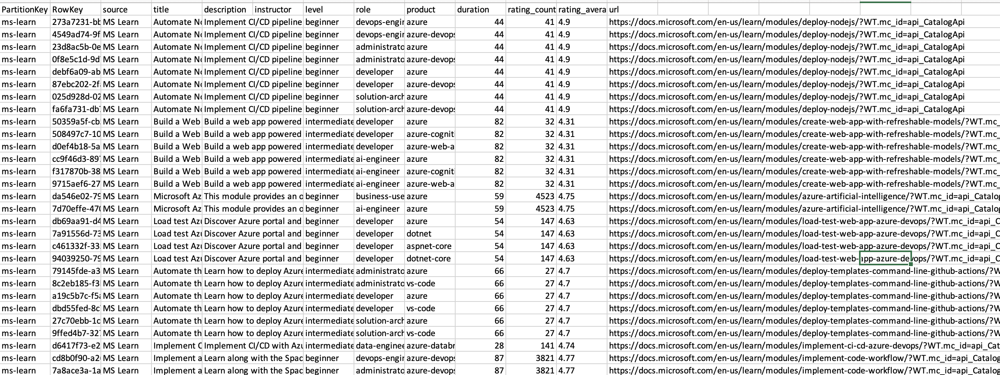 PartitionKey RowKey source title description instructor level role product duration rating_count rating_avera url
ms-learn 273a7231-bb MS Learn Automate No Implement CI/CD pipeline beginner devops-engin azure 44 41 4.9 https://docs.microsoft.com/en-us/learn/modules/deploy-nodejs/?WT.mc_id=api_CatalogApi
ms-learn 4549ad74-9f MS Learn Automate No Implement CI/CD pipeline beginner devops-engin azure-devops 44 41 4.9 https://docs.microsoft.com/en-us/learn/modules/deploy-nodejs/?WT.mc_id=api_CatalogApi
ms-learn 23d8ac5b-0e MS Learn Automate No Implement CI/CD pipeline beginner administrato azure 44 41 4.9 https://docs.microsoft.com/en-us/learn/modules/deploy-nodejs/?WT.mc_id=api_CatalogApi
ms-learn 0f8e5c1d-9d MS Learn Automate No Implement CI/CD pipeline beginner administrato azure-devops 44 41 4.9 https://docs.microsoft.com/en-us/learn/modules/deploy-nodejs/?WT.mc_id=api_CatalogApi
ms-learn debf6a09-ab MS Learn Automate No Implement CI/CD pipeline beginner developer azure 44 41 4.9 https://docs.microsoft.com/en-us/learn/modules/deploy-nodejs/?WT.mc_id=api_CatalogApi
ms-learn 87ebc202-2f MS Learn Automate No Implement CI/CD pipeline beginner developer azure-devops 44 41 4.9 https://docs.microsoft.com/en-us/learn/modules/deploy-nodejs/?WT.mc_id=api_CatalogApi
ms-learn 025d928d-02 MS Learn Automate No Implement CI/CD pipeline beginner solution-arch azure 44 41 4.9 https://docs.microsoft.com/en-us/learn/modules/deploy-nodejs/?WT.mc_id=api_CatalogApi
ms-learn fa6fa731-db MS Learn Automate No Implement CI/CD pipeline beginner solution-arch azure-devops 44 41 4.9 https://docs.microsoft.com/en-us/learn/modules/deploy-nodejs/?WT.mc_id=api_CatalogApi
ms-learn 50359a5f-cb MS Learn Build a Web Build a web app powered intermediate developer azure 82 32 4.31 https://docs.microsoft.com/en-us/learn/modules/create-web-app-with-refreshable-models/?WT.mc_
ms-learn 508497c7-10 MS Learn Build a Web Build a web app powered intermediate developer azure-cogniti 82 32 4.31 https://docs.microsoft.com/en-us/learn/modules/create-web-app-with-refreshable-models/?WT.mc_
ms-learn d0ef4b18-5a MS Learn Build a Web Build a web app powered intermediate developer azure-web-a 82 32 4.31 https://docs.microsoft.com/en-us/learn/modules/create-web-app-with-refreshable-models/?WT.mc_
ms-learn cc9f46d3-897 MS Learn Build a Web Build a web app powered intermediate ai-engineer azure 82 32 4.31 https://docs.microsoft.com/en-us/learn/modules/create-web-app-with-refreshable-models/?WT.mc_
ms-learn f317870b-38 MS Learn Build a Web Build a web app powered intermediate ai-engineer azure-cogniti 82 32 4.31 https://docs.microsoft.com/en-us/learn/modules/create-web-app-with-refreshable-models/?WT.mc_
ms-learn 9715aef6-27 MS Learn Build a Web Build a web app powered intermediate ai-engineer azure-web-a 82 32 4.31 https://docs.microsoft.com/en-us/learn/modules/create-web-app-with-refreshable-models/?WT.mc_
ms-learn da546e02-79 MS Learn Microsoft Az This module provides an o beginner business-use azure 59 4523 4.75 https://docs.microsoft.com/en-us/learn/modules/azure-artificial-intelligence/?WT.mc_id=api_Catalog
ms-learn 7d70effe-470 MS Learn Microsoft Az This module provides an o beginner ai-engineer azure 59 4523 4.75 https://docs.microsoft.com/en-us/learn/modules/azure-artificial-intelligence/?WT.mc_id=api_Catalog
ms-learn db69aa91-d4 MS Learn Load test Azu Discover Azure portal and beginner developer azure 54 147 4.63 https://docs.microsoft.com/en-us/learn/modules/load-test-web-app-azure-devops/?WT.mc_id=api_C
ms-learn 7a91556d-73 MS Learn Load test Azu Discover Azure portal and beginner developer dotnet 54 147 4.63 https://docs.microsoft.com/en-us/learn/modules/load-test-web-app-azure-devops/?WT.mc_id=api_C
ms-learn c461332f-33 MS Learn Load test Azu Discover Azure portal and beginner developer aspnet-core 54 147 4.63 https://docs.microsoft.com/en-us/learn/modules/load-test-web-app-azure-devops/?WT.mc_id=api_C
ms-learn 94039250-79 MS Learn Load test Azu Discover Azure portal and beginner developer dotnet-core 54 147 4.63 https://docs.microsoft.com/en-us/learn/modules/load-test-web-app-azure-devops/?WT.mc_id=api_C
ms-learn 79145fde-a3 MS Learn Automate th Learn how to deploy Azure intermediate administrato azure 66 27 4.7 https://docs.microsoft.com/en-us/learn/modules/deploy-templates-command-line-github-actions/?W
ms-learn 8c2eb185-f3 MS Learn Automate th Learn how to deploy Azure intermediate administrato vs-code 66 27 4.7 https://docs.microsoft.com/en-us/learn/modules/deploy-templates-command-line-github-actions/?W
ms-learn a19c5b7c-f5a MS Learn Automate th Learn how to deploy Azure intermediate developer azure 66 27 4.7 https://docs.microsoft.com/en-us/learn/modules/deploy-templates-command-line-github-actions/?W
ms-learn dbd55fed-8c MS Learn Automate th Learn how to deploy Azure intermediate developer vs-code 66 27 4.7 https://docs.microsoft.com/en-us/learn/modules/deploy-templates-command-line-github-actions/?W
ms-learn 27c70ebb-1c MS Learn Automate th Learn how to deploy Azure intermediate solution-arch azure 66 27 4.7 https://docs.microsoft.com/en-us/learn/modules/deploy-templates-command-line-github-actions/?W
ms-learn 9ffed4b7-327 MS Learn Automate th Learn how to deploy Azure intermediate solution-arch vs-code 66 27 4.7 https://docs.microsoft.com/en-us/learn/modules/deploy-templates-command-line-github-actions/?W
ms-learn d6417f73-e2 MS Learn Implement C Implement CI/CD with Azu intermediate data-enginee azure-databr 28 141 4.74 https://docs.microsoft.com/en-us/learn/modules/implement-ci-cd-azure-devops/?WT.mc_id=api_Cat
ms-learn cd8b0f90-a2 MS Learn Implement a Learn along with the Spac beginner devops-engin azure-devops 87 3821 4.77 https://docs.microsoft.com/en-us/learn/modules/implement-code-workflow/?WT.mc_id=api_Catalog
ms-learn 7a8ace3a-1a MS Learn Implement a Learn along with the Spac beginner administrato azure-devops 87 3821 4.77 https://docs.microsoft.com/en-us/learn/modules/implement-code-workflow/?WT.mc_id=api_Catalog